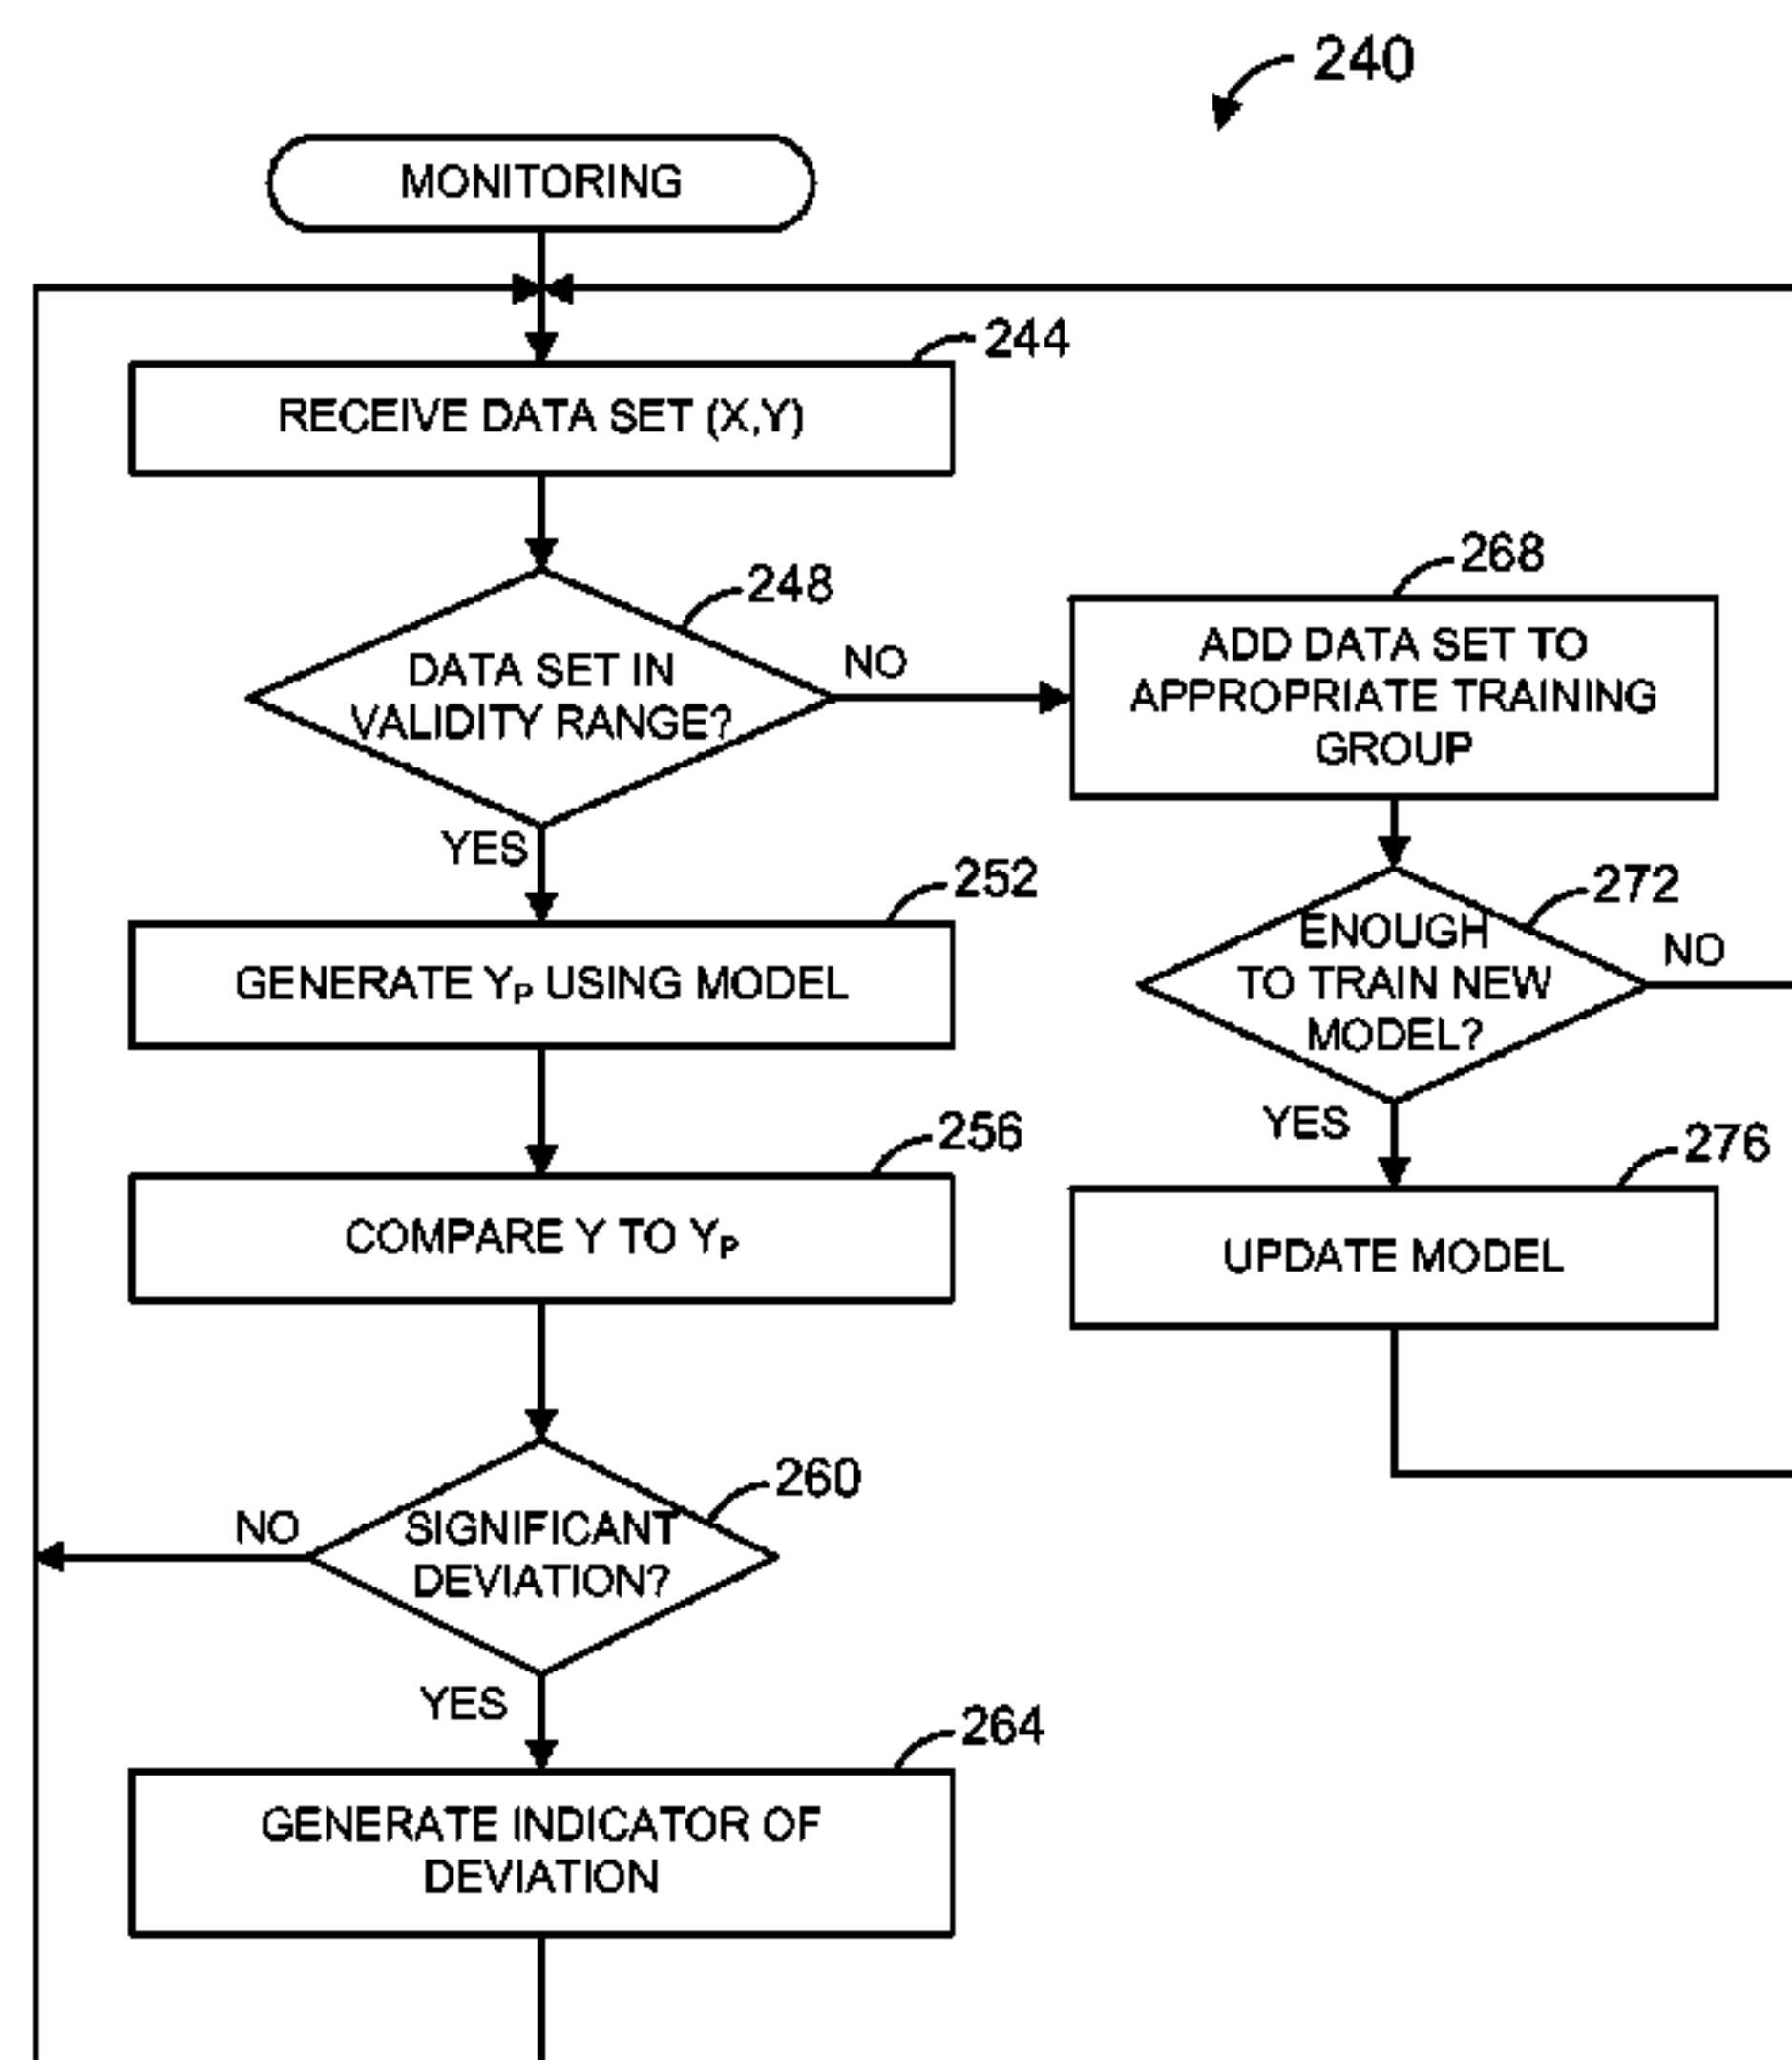 240
MONITORING
244
RECEIVE DATA SET (X,Y)
248
DATA SET IN
VALIDITY RANGE?
NO
YES
268
ADD DATA SET TO
APPROPRIATE TRAINING
GROUP
252
GENERATE YP USING MODEL
272
ENOUGH
TO TRAIN NEW
MODEL?
NO
YES
256
COMPARE Y TO YP
276
UPDATE MODEL
260
SIGNIFICANT
DEVIATION?
NO
YES
264
GENERATE INDICATOR OF
DEVIATION